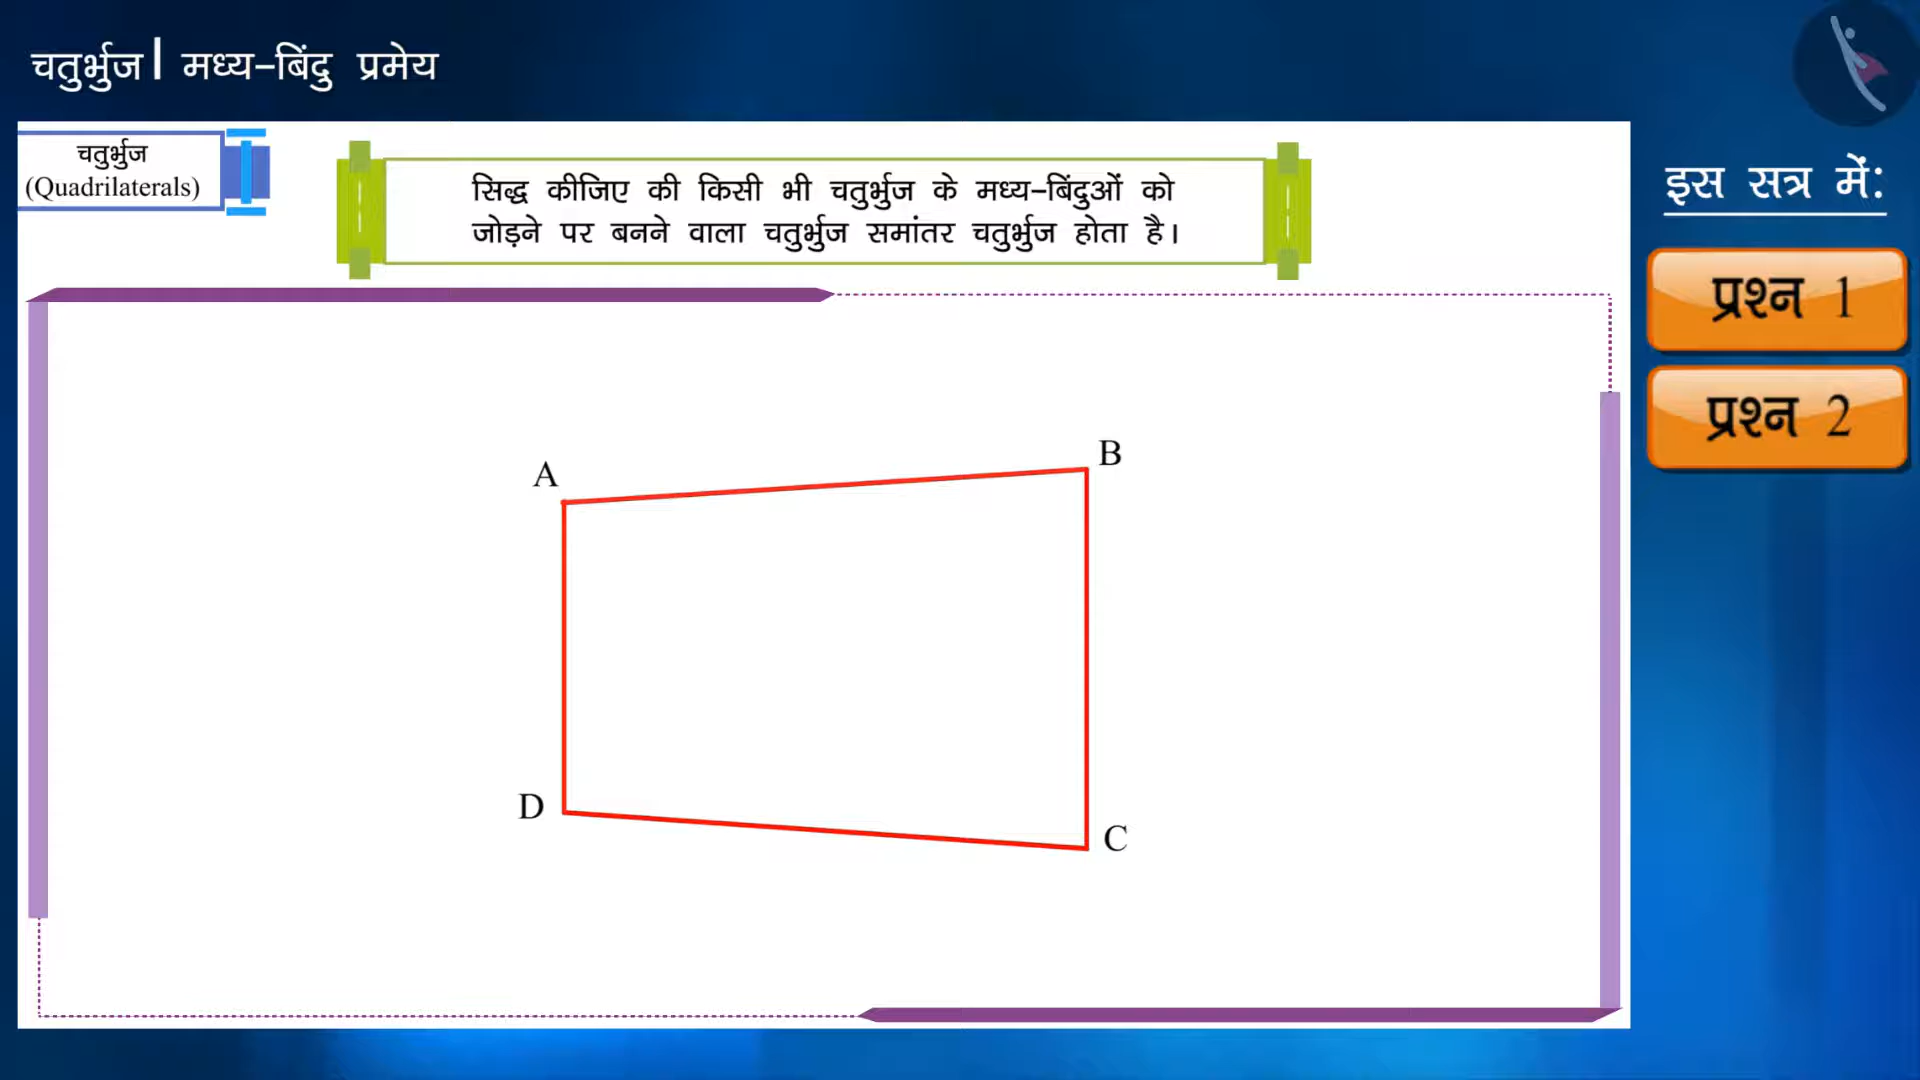 चतुर्भुज| मध्य-बिंदु प्रमेय
चतुर्भुज
(Quadrilaterals)
सिद्ध कीजिए की किसी भी चतुर्भुज के मध्य-बिंदुओं को
जोड़ने पर बनने वाला चतुर्भुज समांतर चतुर्भुज होता है।
इस सत्र में:
प्रश्न 1
प्रश्न 2
A
B
D
C